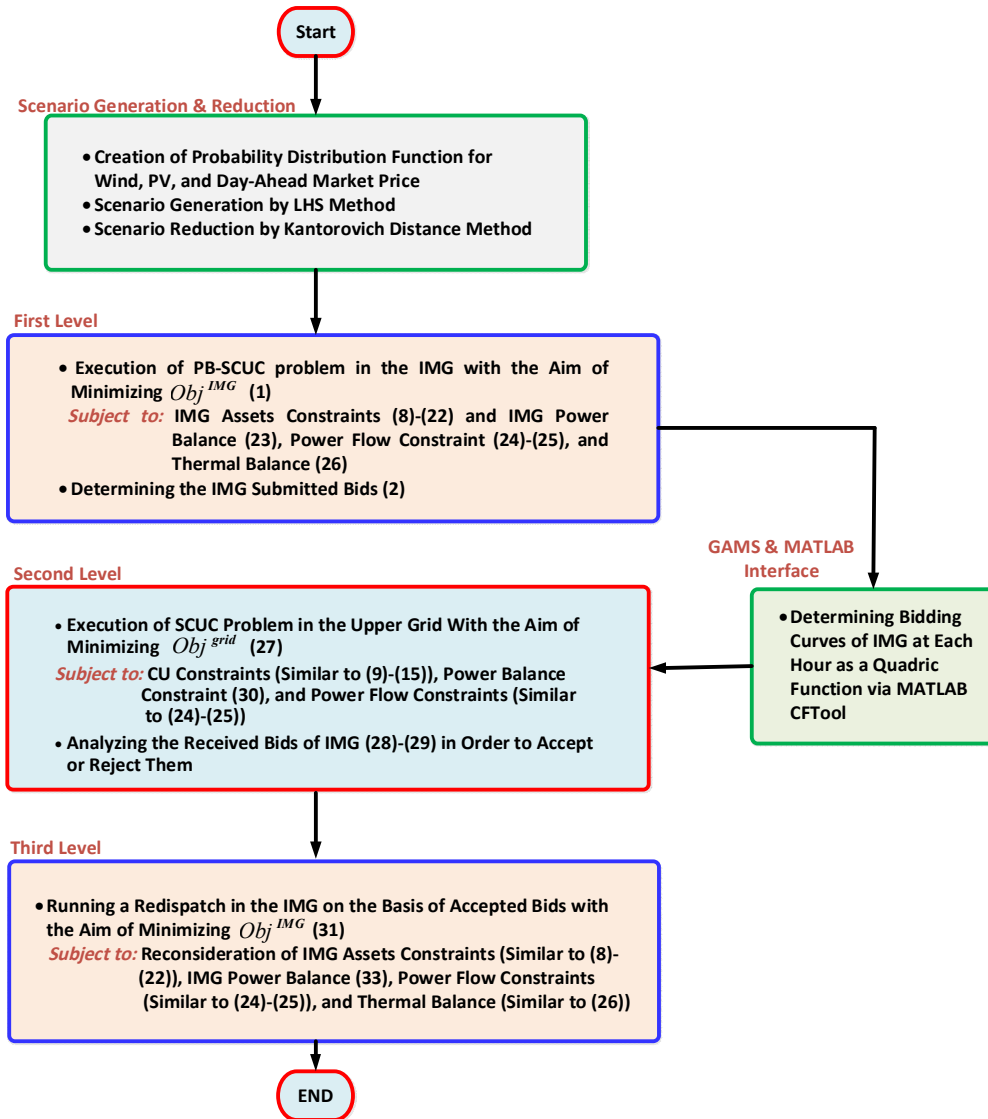 Start
Scenario Generation & Reduction
• Creation of Probability Distribution Function for
Wind, PV, and Day-Ahead Market Price
• Scenario Generation by LHS Method
• Scenario Reduction by Kantorovich Distance Method
First Level
• Execution of PB-SCUC problem in the IMG with the Aim of
Minimizing Obj^IMG (1)
Subject to: IMG Assets Constraints (8)-(22) and IMG Power
Balance (23), Power Flow Constraint (24)-(25), and
Thermal Balance (26)
• Determining the IMG Submitted Bids (2)
GAMS & MATLAB
Interface
• Determining Bidding
Curves of IMG at Each
Hour as a Quadric
Function via MATLAB
CFTool
Second Level
• Execution of SCUC Problem in the Upper Grid With the Aim of
Minimizing Obj^grid (27)
Subject to: CU Constraints (Similar to (9)-(15)), Power Balance
Constraint (30), and Power Flow Constraints (Similar
to (24)-(25))
• Analyzing the Received Bids of IMG (28)-(29) in Order to Accept
or Reject Them
Third Level
• Running a Redispatch in the IMG on the Basis of Accepted Bids with
the Aim of Minimizing Obj^IMG (31)
Subject to: Reconsideration of IMG Assets Constraints (Similar to (8)-
(22)), IMG Power Balance (33), Power Flow Constraints
(Similar to (24)-(25)), and Thermal Balance (Similar to (26))
END